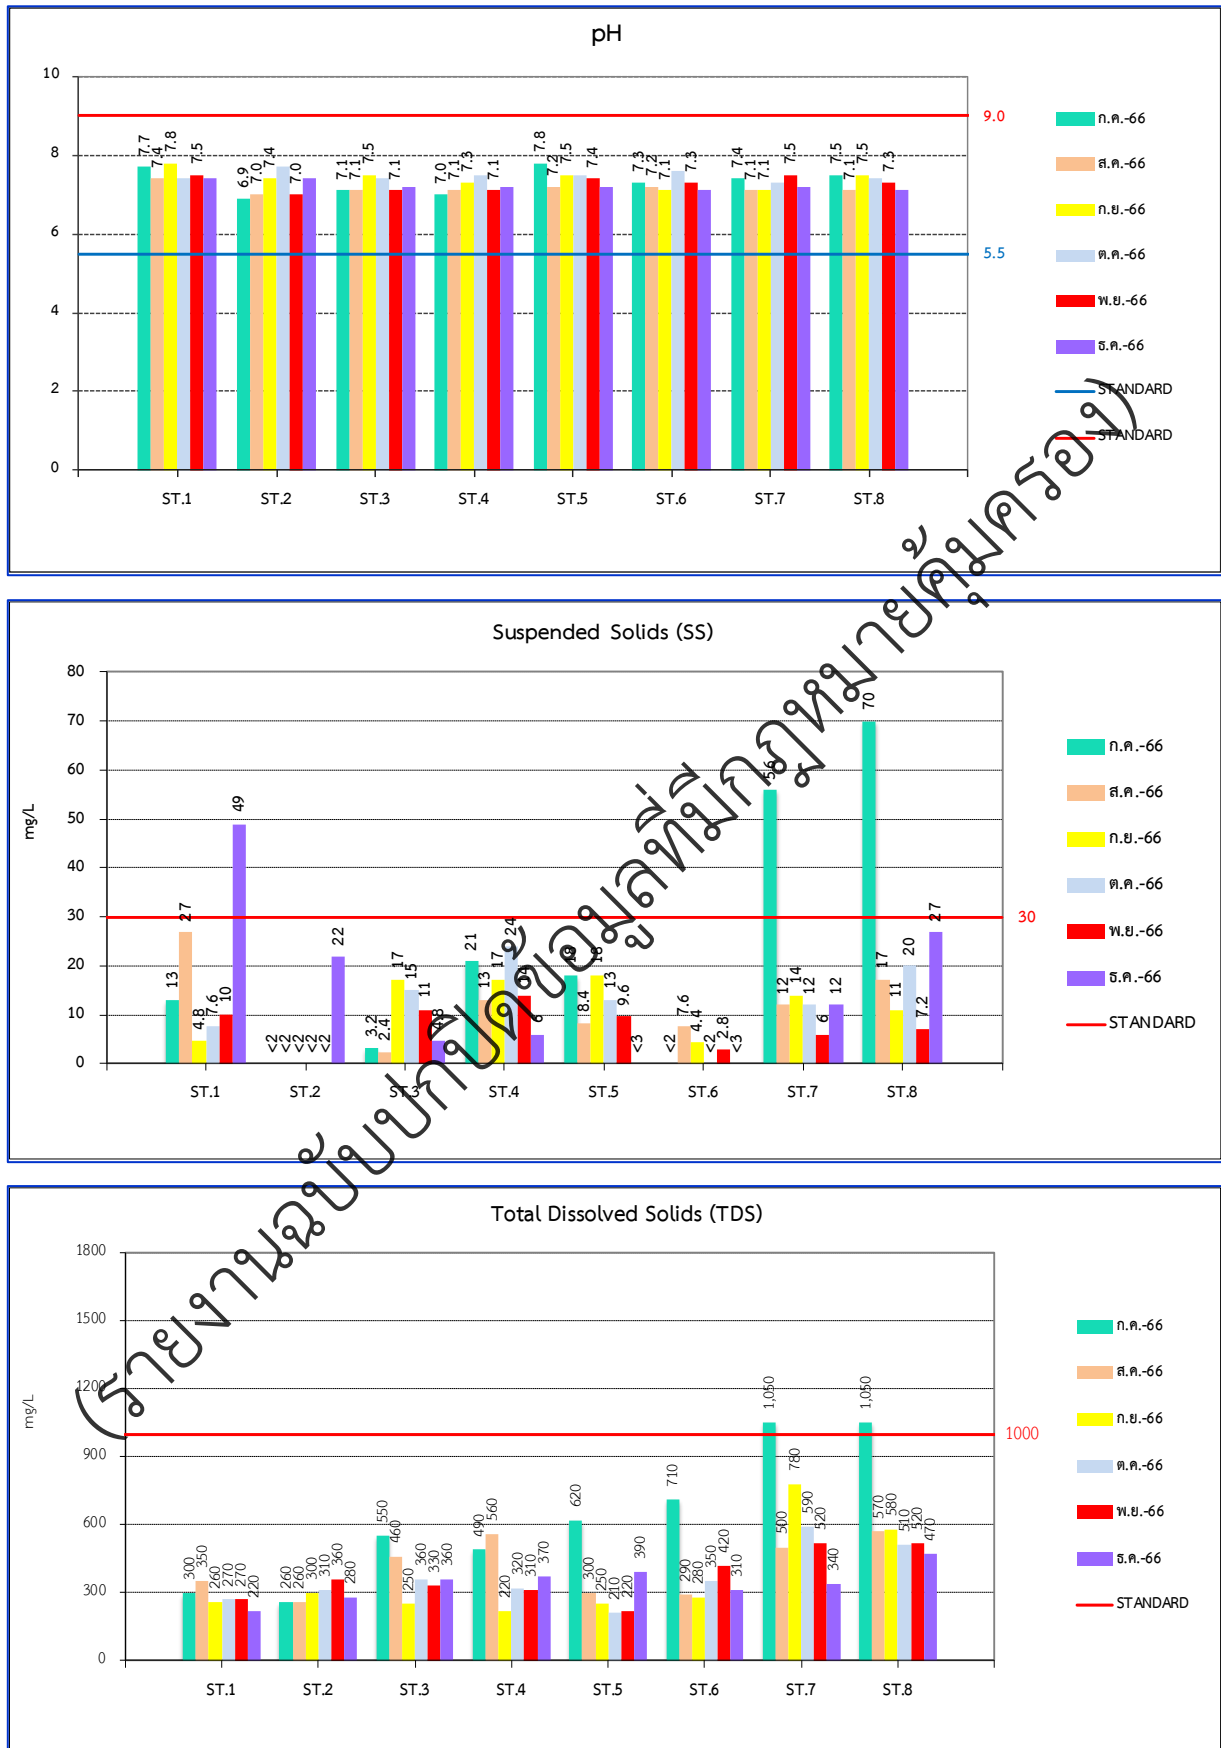 pH
10
8
6
4
2
0
7.7 7.4 7.8 7.5
6.9 7.0 7.4 7.0
7.1 7.1 7.5 7.1
7.0 7.1 7.3 7.1
7.8 7.2 7.5 7.4
7.3 7.2 7.1 7.3
7.4 7.1 7.1 7.5
7.5 7.1 7.5 7.3
9.0
5.5
ST.1 ST.2 ST.3 ST.4 ST.5 ST.6 ST.7 ST.8
ก.ค.-66
ส.ค.-66
ก.ย.-66
ต.ค.-66
พ.ย.-66
ธ.ค.-66
STANDARD
STANDARD
Suspended Solids (SS)
mg/L
80
70
60
50
40
30
20
10
0
13 27 4.8 7.6 10 49
<2 <2 <2 <2 <2 22
3.2 2.4 17 15 11 4.8
21 13 17 24 14 6
18 8.4 18 13 9.6 <3
<2 7.6 4.4 <2 2.8 <3
56 12 14 12 6 12
70 17 11 20 7.2 27
30
ST.1 ST.2 ST.3 ST.4 ST.5 ST.6 ST.7 ST.8
ก.ค.-66
ส.ค.-66
ก.ย.-66
ต.ค.-66
พ.ย.-66
ธ.ค.-66
STANDARD
Total Dissolved Solids (TDS)
mg/L
1800
1500
1200
900
600
300
0
300 350 260 270 270 220
260 260 300 310 360 280
550 460 250 360 330 360
490 560 220 320 310 370
620 300 250 210 220 390
710 290 280 350 420 310
1,050 500 780 590 520 340
1,050 570 580 510 520 470
1000
ST.1 ST.2 ST.3 ST.4 ST.5 ST.6 ST.7 ST.8
ก.ค.-66
ส.ค.-66
ก.ย.-66
ต.ค.-66
พ.ย.-66
ธ.ค.-66
STANDARD
(รายงานฉบับปกปิดข้อมูลที่มีกฎหมายคุ้มครอง)